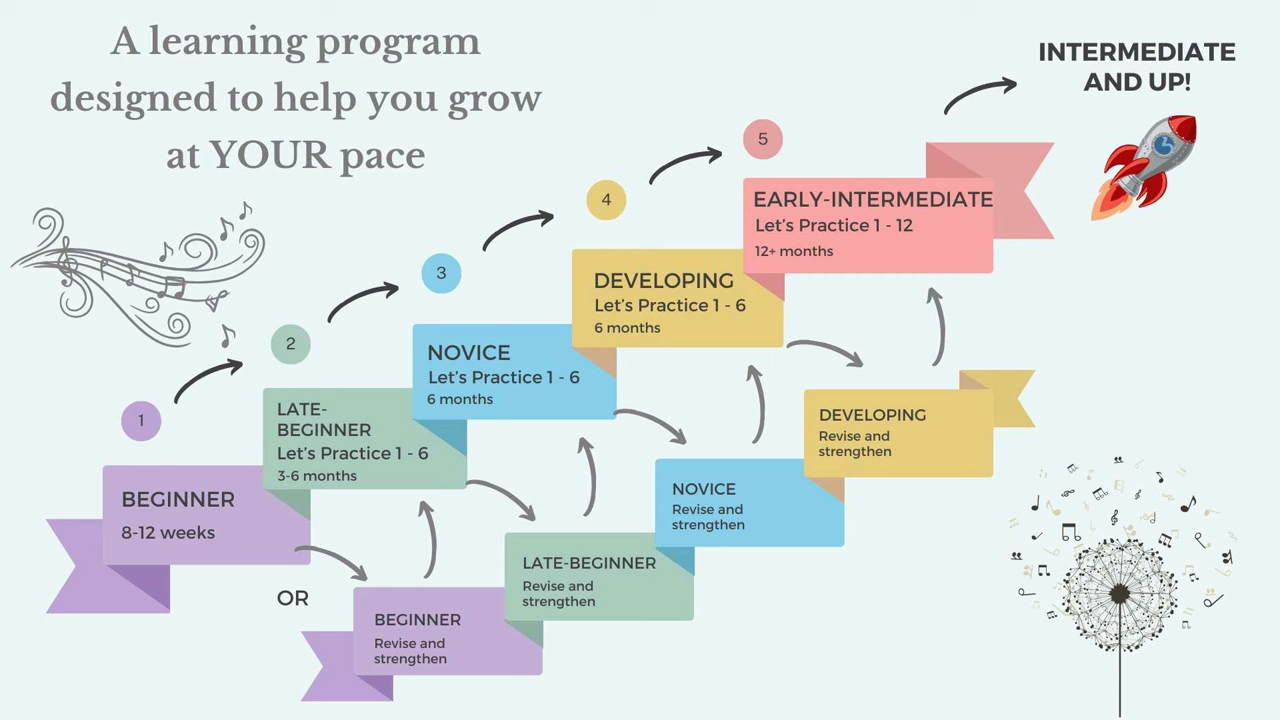 A learning program
designed to help you grow
at YOUR pace
INTERMEDIATE
AND UP!
1
BEGINNER
8-12 weeks
2
LATE-
BEGINNER
Let's Practice 1 - 6
3-6 months
3
NOVICE
Let's Practice 1 - 6
6 months
4
DEVELOPING
Let's Practice 1 - 6
6 months
5
EARLY-INTERMEDIATE
Let's Practice 1 - 12
12+ months
OR
BEGINNER
Revise and
strengthen
LATE-BEGINNER
Revise and
strengthen
NOVICE
Revise and
strengthen
DEVELOPING
Revise and
strengthen